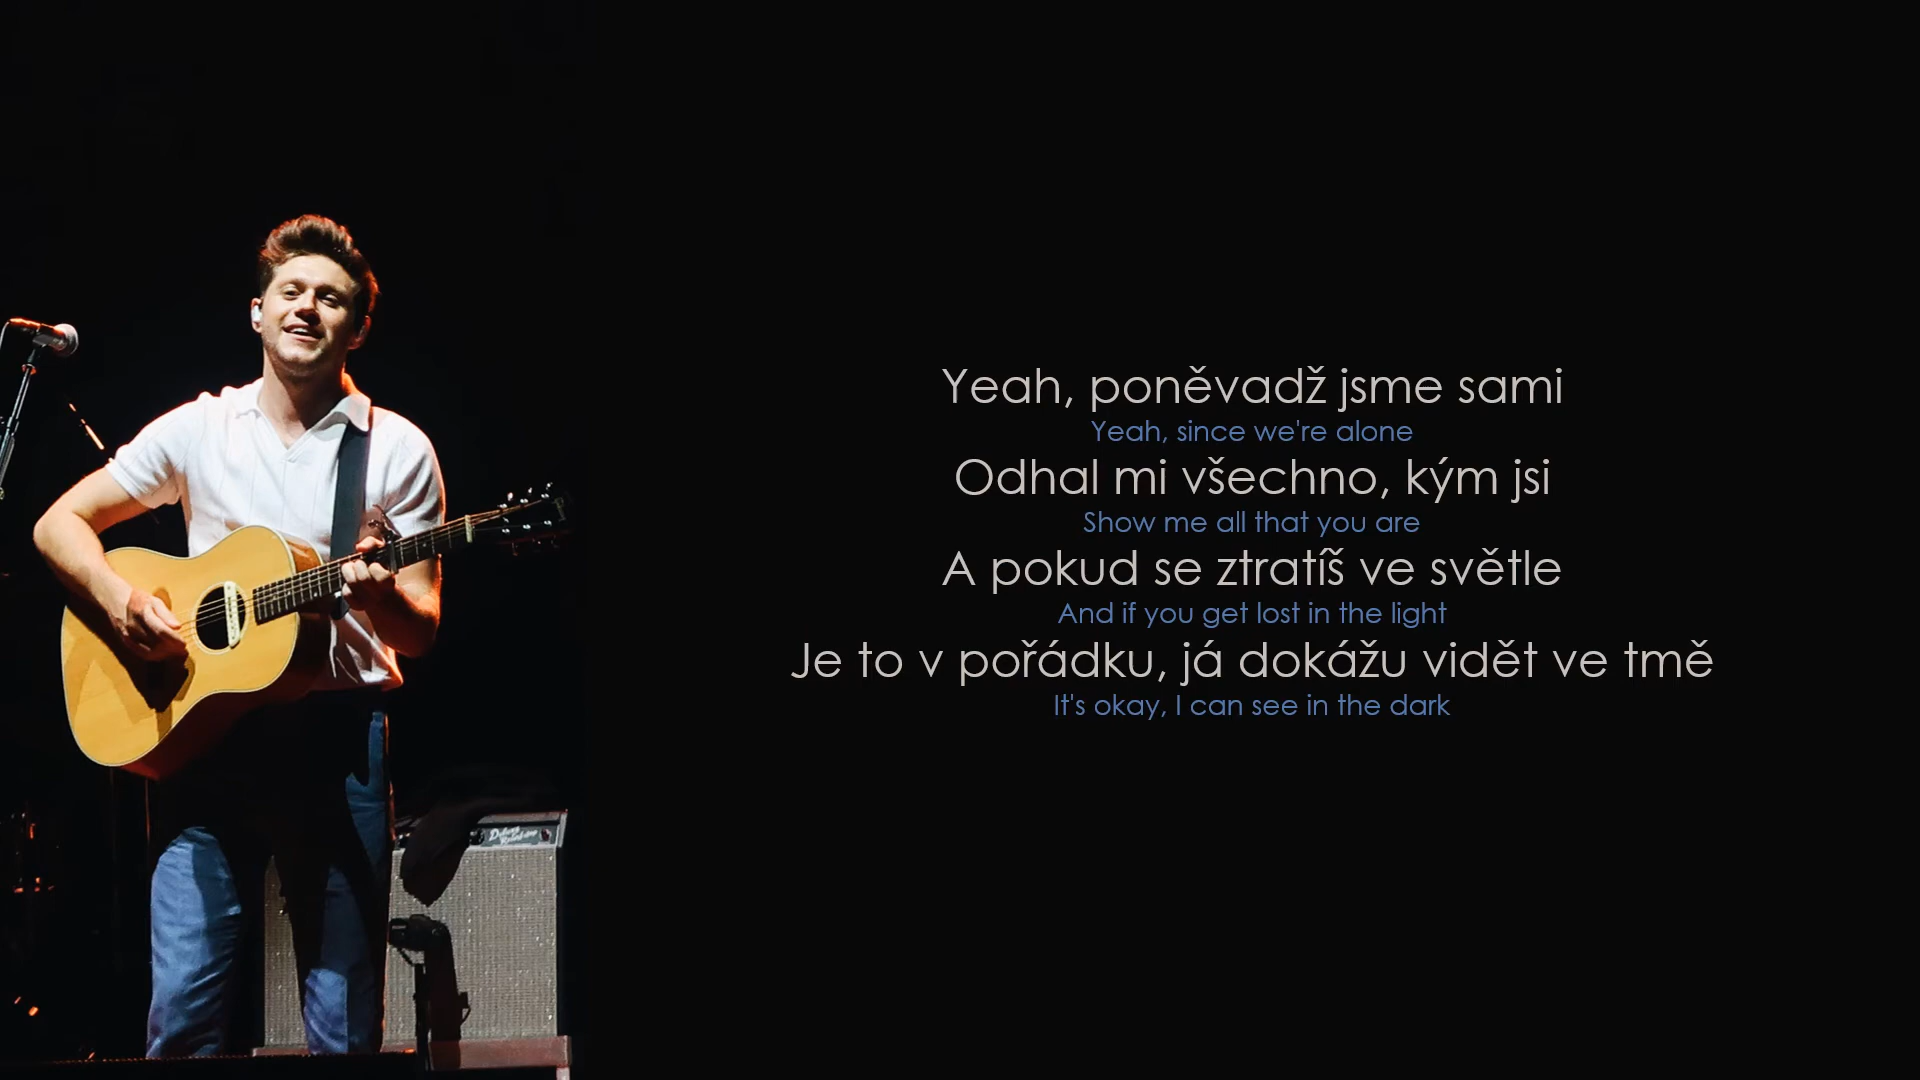 Yeah, poněvadž jsme sami
Yeah, since we're alone
Odhal mi všechno, kým jsi
Show me all that you are
A pokud se ztratíš ve světle
And if you get lost in the light
Je to v pořádku, já dokážu vidět ve tmě
It's okay, I can see in the dark
Deluxe
Reverb